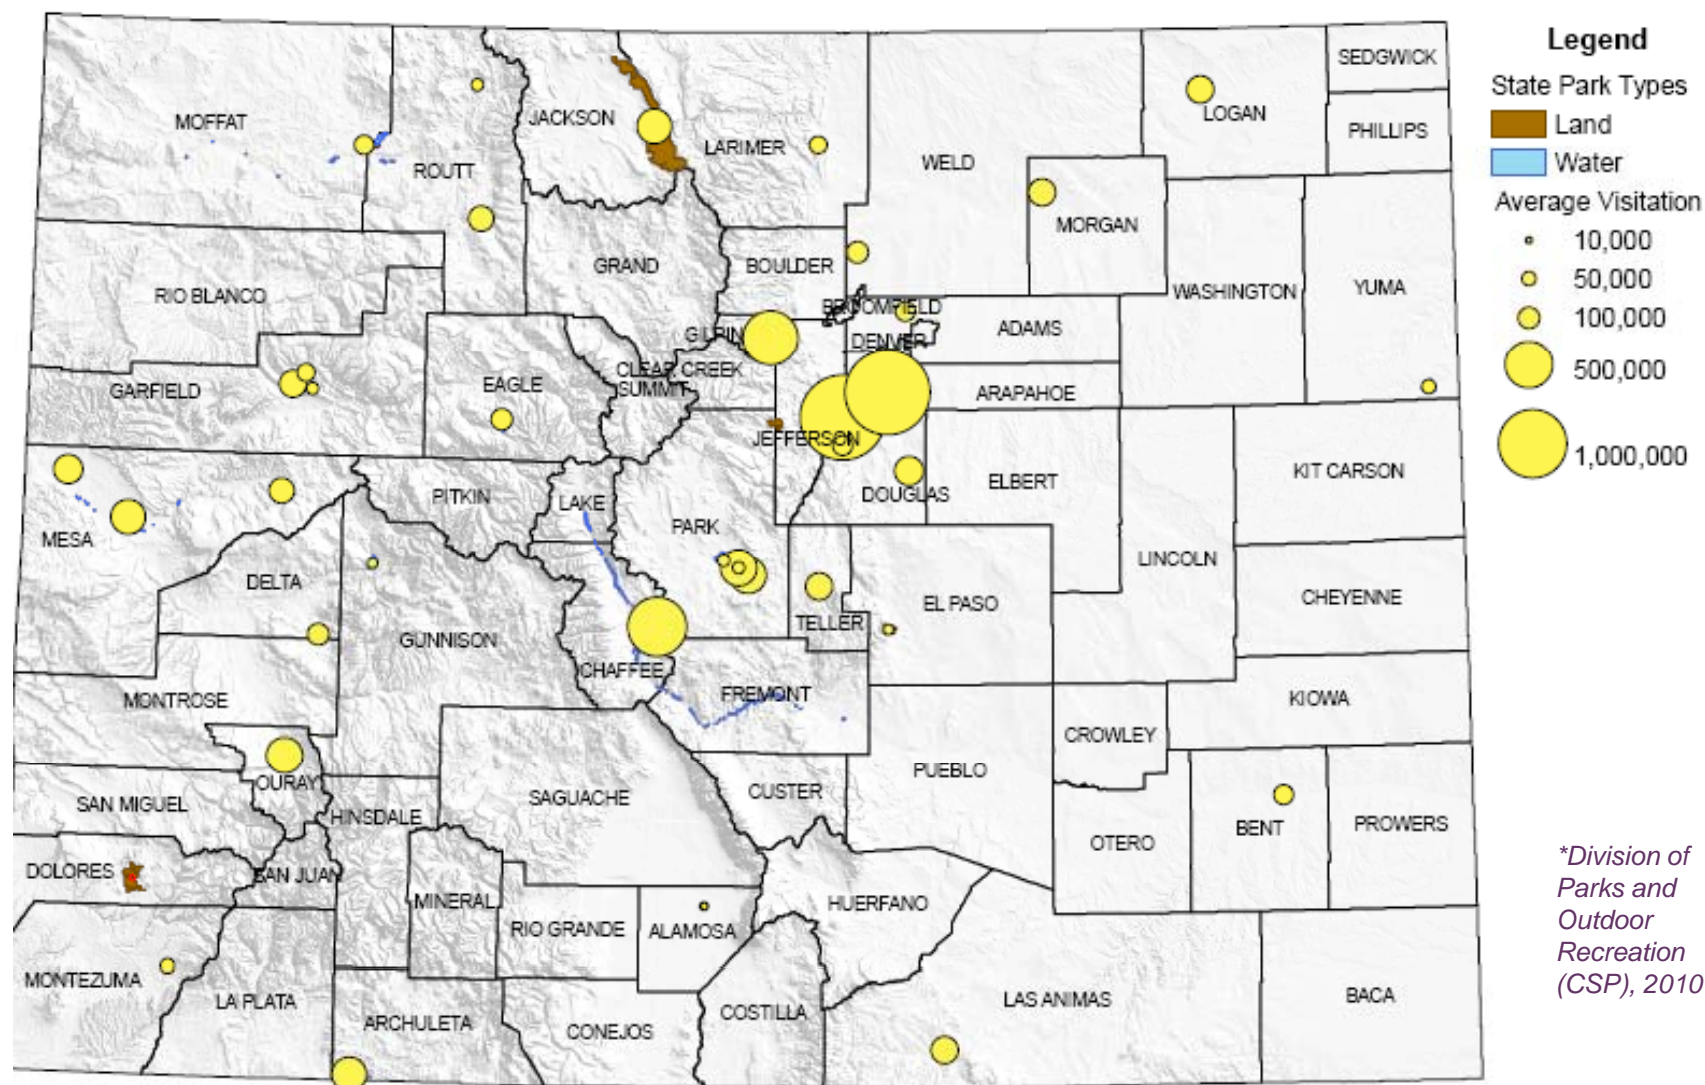 Legend
State Park Types
Land
Water
Average Visitation
10,000
50,000
100,000
500,000
1,000,000
SEDGWICK
LOGAN
PHILLIPS
MOFFAT
JACKSON
LARIMER
ROUTT
WELD
MORGAN
GRAND
BOULDER
RIO BLANCO
WASHINGTON
YUMA
BROOMFIELD
GILPIN
ADAMS
DENVER
CLEAR CREEK
SUMMIT
EAGLE
GARFIELD
ARAPAHOE
JEFFERSON
KIT CARSON
ELBERT
DOUGLAS
PITKIN
LAKE
PARK
MESA
LINCOLN
DELTA
CHEYENNE
EL PASO
TELLER
GUNNISON
CHAFFEE
FREMONT
MONTROSE
KIOWA
CROWLEY
PUEBLO
OURAY
CUSTER
SAGUACHE
SAN MIGUEL
HINSDALE
BENT
PROWERS
OTERO
DOLORES
SAN JUAN
MINERAL
HUERFANO
RIO GRANDE
ALAMOSA
MONTEZUMA
LA PLATA
ARCHULETA
CONEJOS
COSTILLA
LAS ANIMAS
BACA
*Division of
Parks and
Outdoor
Recreation
(CSP), 2010